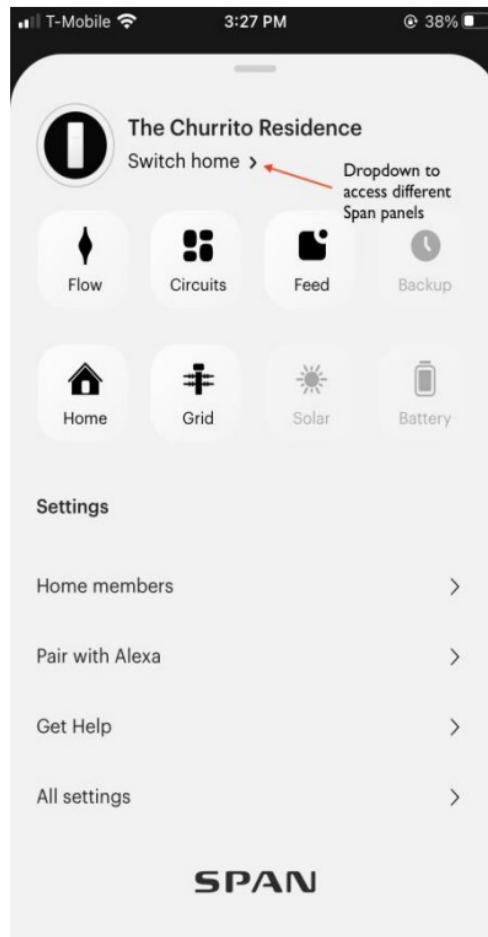 T-Mobile 3:27 PM 38%
The Churrito Residence
Switch home >
Dropdown to
access different
Span panels
Flow Circuits Feed Backup
Home Grid Solar Battery
Settings
Home members >
Pair with Alexa >
Get Help >
All settings >
SPAN